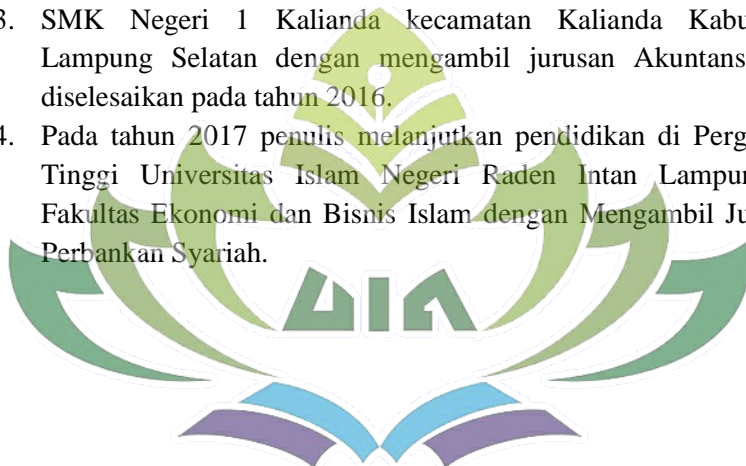 3. SMK Negeri 1 Kalianda kecamatan Kalianda Kabu
Lampung Selatan dengan mengambil jurusan Akuntans
diselesaikan pada tahun 2016.
4. Pada tahun 2017 penulis melanjutkan pendidikan di Perg
Tinggi Universitas Islam Negeri Raden Intan Lampun
Fakultas Ekonomi dan Bisnis Islam dengan Mengambil Ju
Perbankan Syariah.
UIN